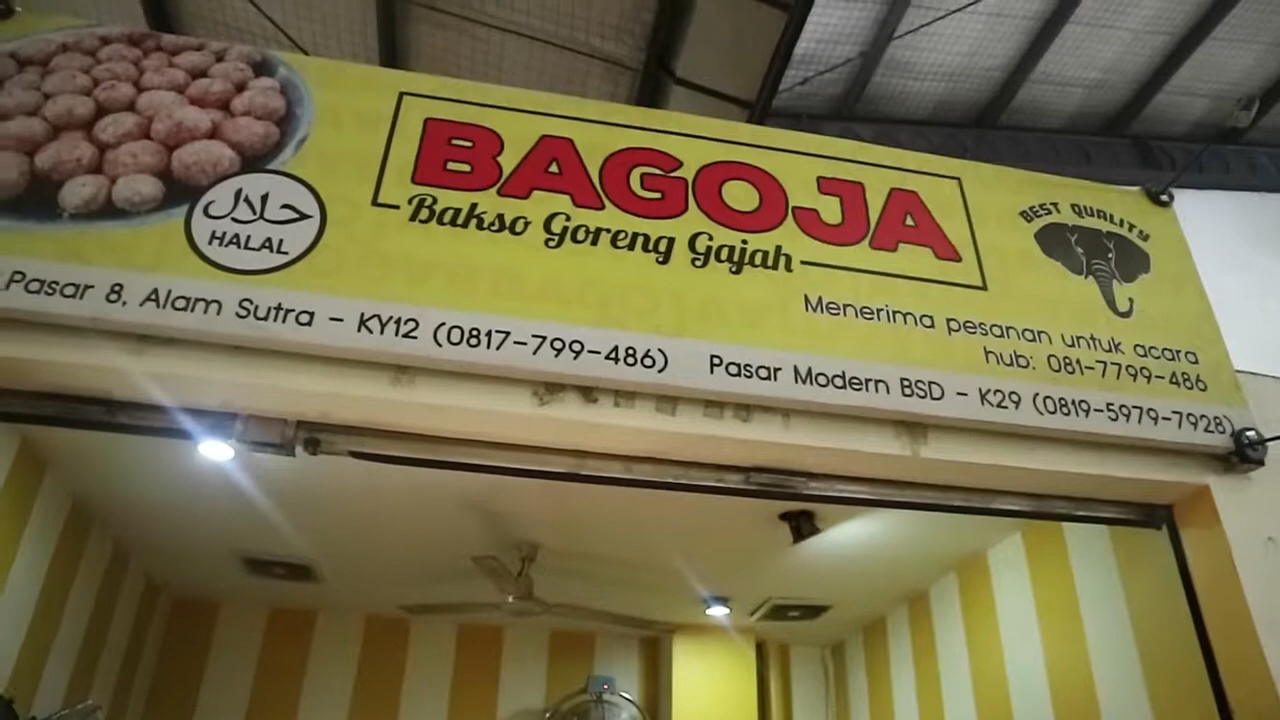 BAGOJA
Bakso Goreng Gajah
BEST QUALITY
حلال
HALAL
Menerima pesanan untuk acara
hub: 081-7799-486
Pasar 8, Alam Sutra - KY12 (0817-799-486) Pasar Modern BSD - K29 (0819-5979-7928)